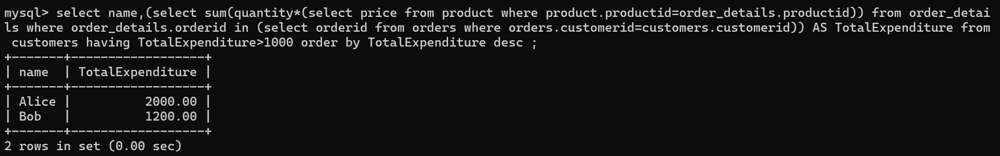 mysql> select name,(select sum(quantity*(select price from product where product.productid=order_details.productid)) from order_detai
ls where order_details.orderid in (select orderid from orders where orders.customerid=customers.customerid)) AS TotalExpenditure from
 customers having TotalExpenditure>1000 order by TotalExpenditure desc ;
+-------+------------------+
| name  | TotalExpenditure |
+-------+------------------+
| Alice |          2000.00 |
| Bob   |          1200.00 |
+-------+------------------+
2 rows in set (0.00 sec)